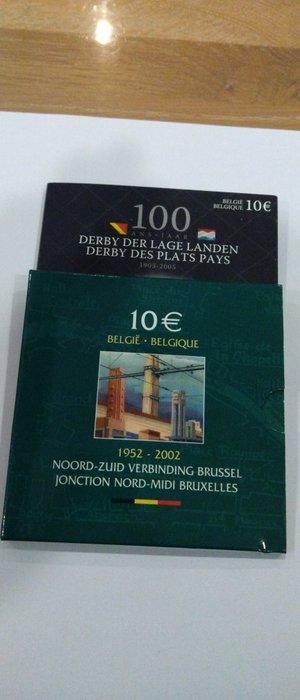 BELGIË
BELGIQUE 10€
100
ANS-JAAR
DERBY DER LAGE LANDEN
DERBY DES PLATS PAYS
1905-2005
10€
BELGIË · BELGIQUE
1952 - 2002
NOORD-ZUID VERBINDING BRUSSEL
JONCTION NORD-MIDI BRUXELLES